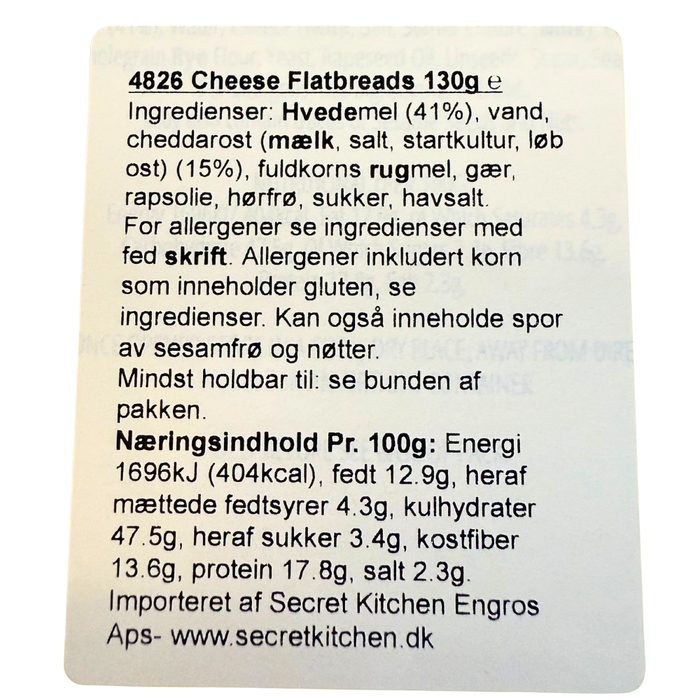 4826 Cheese Flatbreads 130g ℮
Ingredienser: Hvedemel (41%), vand,
cheddarost (mælk, salt, startkultur, løb
ost) (15%), fuldkorns rugmel, gær,
rapsolie, hørfrø, sukker, havsalt.
For allergener se ingredienser med
fed skrift. Allergener inkludert korn
som inneholder gluten, se
ingredienser. Kan også inneholde spor
av sesamfrø og nøtter.
Mindst holdbar til: se bunden af
pakken.
Næringsindhold Pr. 100g: Energi
1696kJ (404kcal), fedt 12.9g, heraf
mættede fedtsyrer 4.3g, kulhydrater
47.5g, heraf sukker 3.4g, kostfiber
13.6g, protein 17.8g, salt 2.3g.
Importeret af Secret Kitchen Engros
Aps- www.secretkitchen.dk